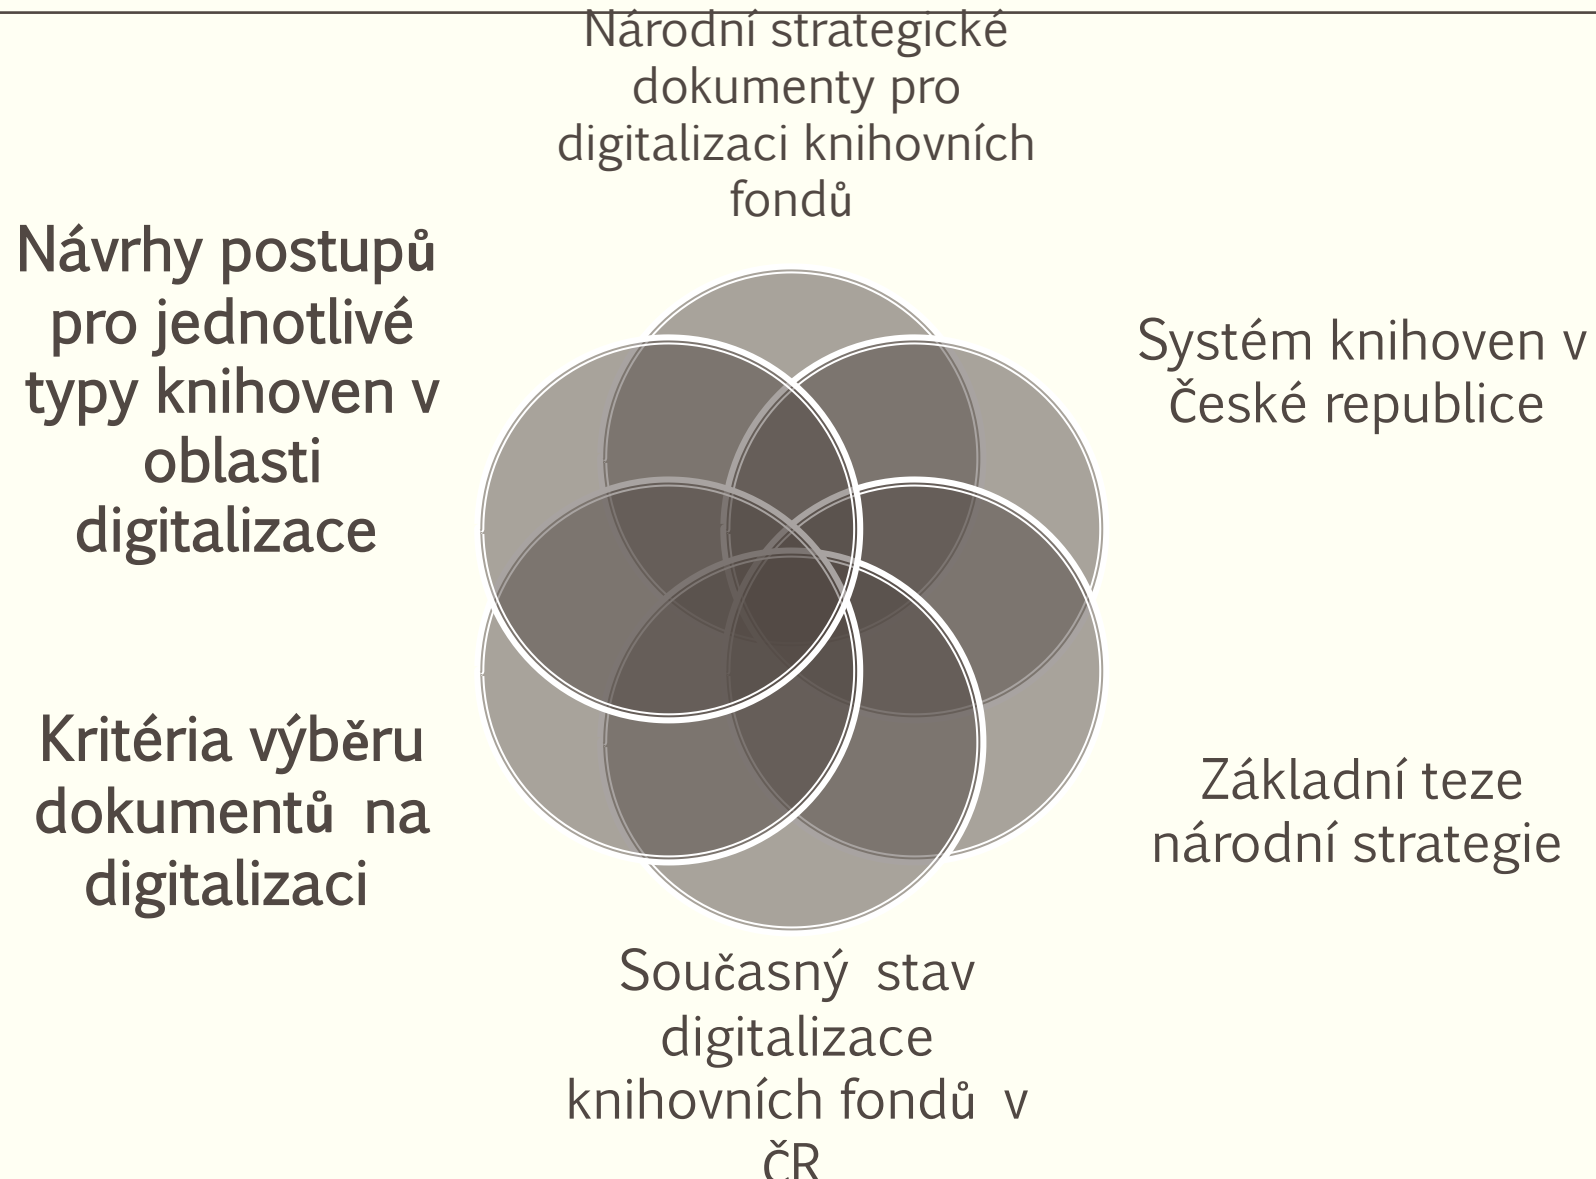 Národní strategické
dokumenty pro
digitalizaci knihovních
fondů
Systém knihoven v
České republice
Základní teze
národní strategie
Současný stav
digitalizace
knihovních fondů v
ČR
Kritéria výběru
dokumentů na
digitalizaci
Návrhy postupů
pro jednotlivé
typy knihoven v
oblasti
digitalizace